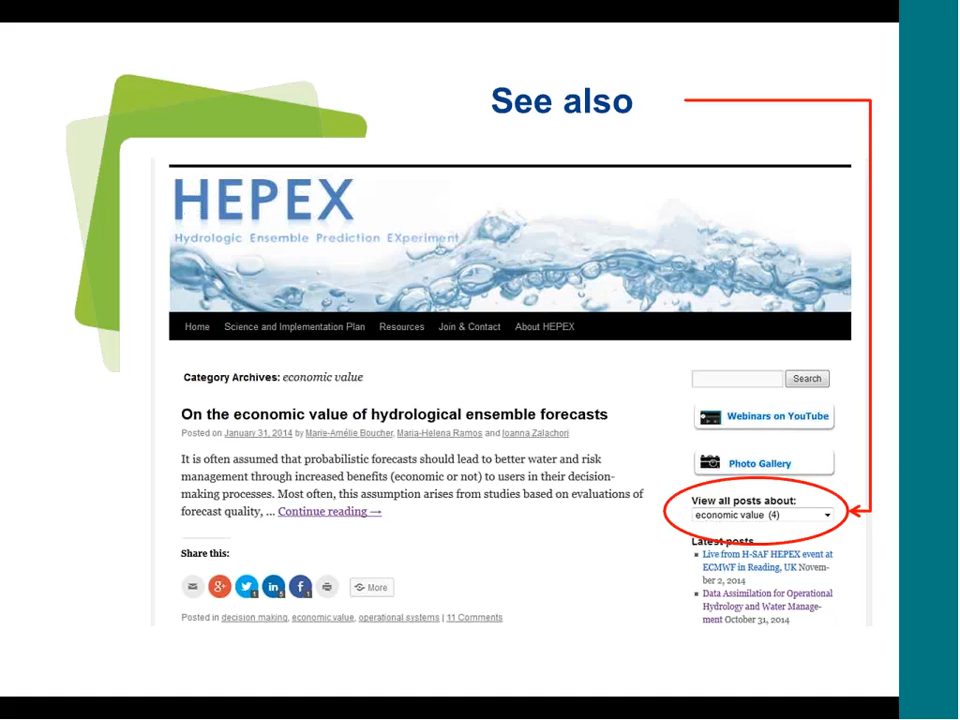 See also
HEPEX
Hydrologic Ensemble Prediction EXperiment
Home Science and Implementation Plan Resources Join & Contact About HEPEX
Category Archives: economic value
On the economic value of hydrological ensemble forecasts
Posted on January 31, 2014 by Marie-Amélie Boucher, Maria-Helena Ramos and Ioanna Zalachori
It is often assumed that probabilistic forecasts should lead to better water and risk
management through increased benefits (economic or not) to users in their decision-
making processes. Most often, this assumption arises from studies based on evaluations of
forecast quality, ... Continue reading →
Share this:
1 5 1 More
Posted in decision making, economic value, operational systems | 11 Comments
Search
Webinars on YouTube
Photo Gallery
View all posts about:
economic value (4)
Latest posts
Live from H-SAF HEPEX event at
ECMWF in Reading, UK Novem-
ber 2, 2014
Data Assimilation for Operational
Hydrology and Water Manage-
ment October 31, 2014